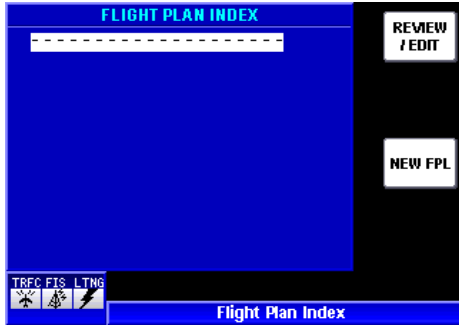 FLIGHT PLAN INDEX
- - - - - - - - - - - - - - - - - - - -
REVIEW
/ EDIT
NEW FPL
TRFC FIS LTNG
Flight Plan Index